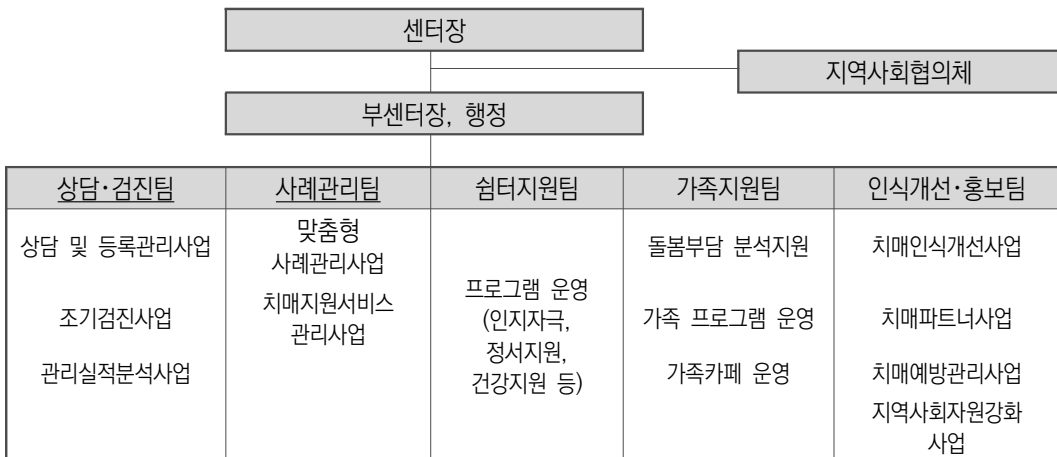 센터장
지역사회협의체
부센터장, 행정
상담·검진팀
상담 및 등록관리사업
조기검진사업
관리실적분석사업
사례관리팀
맞춤형
사례관리사업
치매지원서비스
관리사업
쉼터지원팀
프로그램 운영
(인지자극,
정서지원,
건강지원 등)
가족지원팀
돌봄부담 분석지원
가족 프로그램 운영
가족카페 운영
인식개선·홍보팀
치매인식개선사업
치매파트너사업
치매예방관리사업
지역사회자원강화
사업